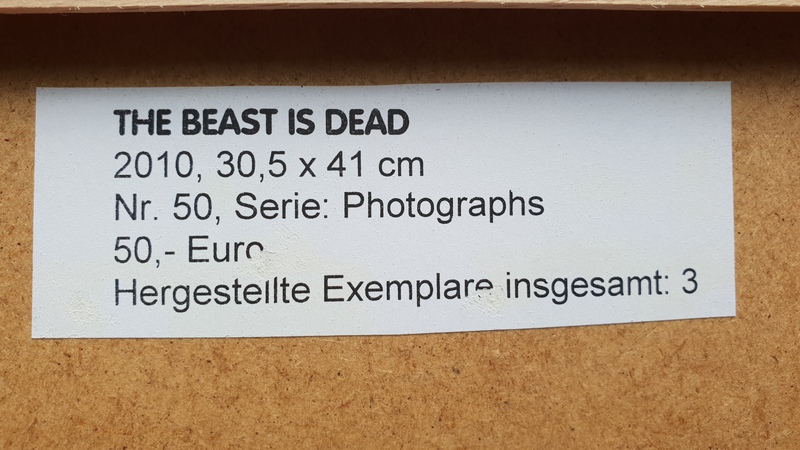 THE BEAST IS DEAD
2010, 30,5 x 41 cm
Nr. 50, Serie: Photographs
50,- Euro
Hergestellte Exemplare insgesamt: 3